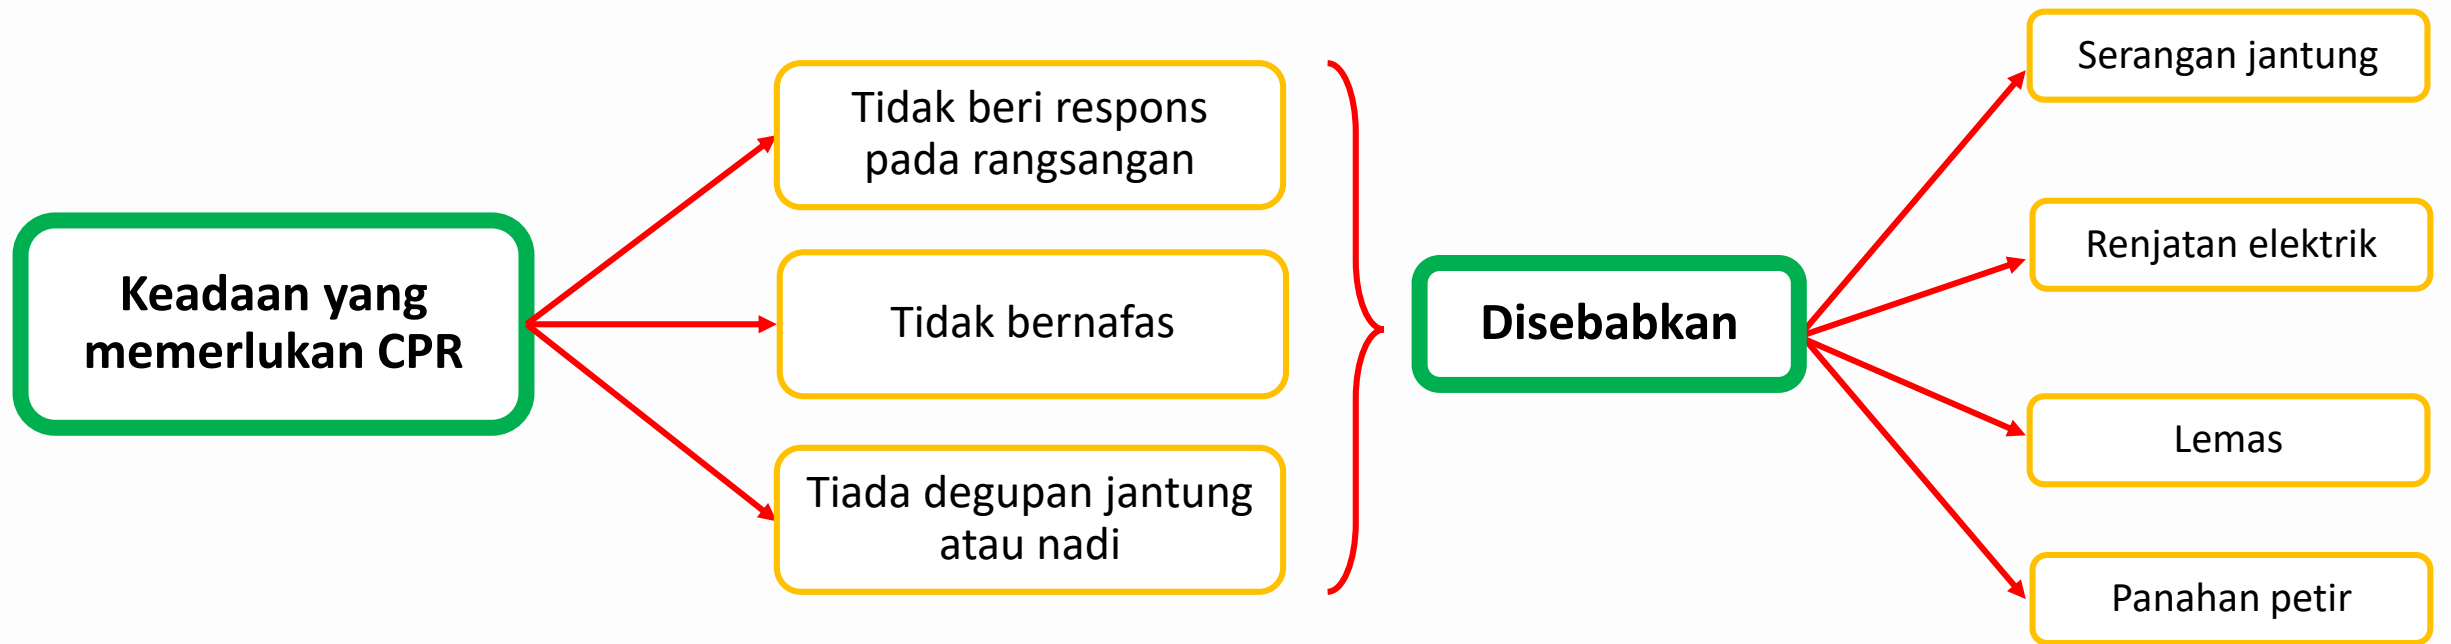 Keadaan yang
memerlukan CPR
Tidak beri respons
pada rangsangan
Tidak bernafas
Tiada degupan jantung
atau nadi
Disebabkan
Serangan jantung
Renjatan elektrik
Lemas
Panahan petir